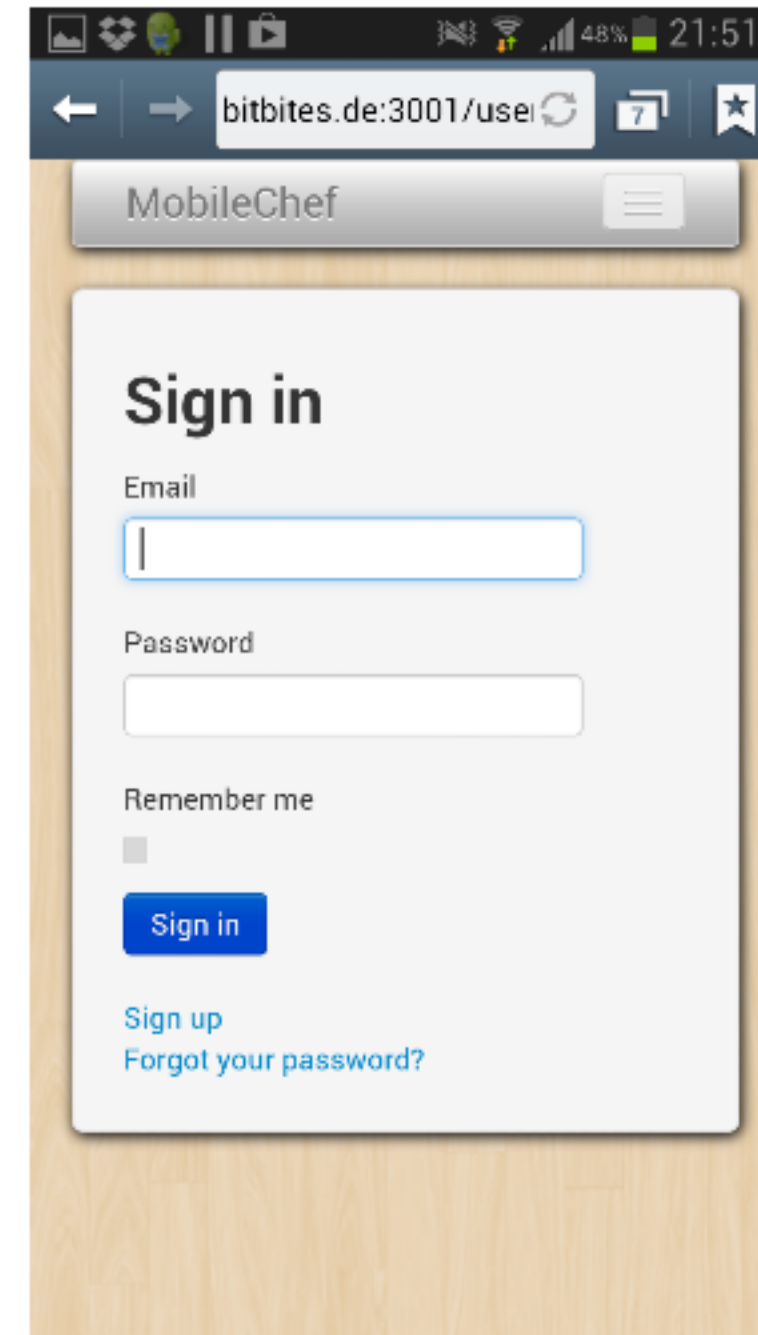 48% 21:51
bitbites.de:3001/use 7
MobileChef
Sign in
Email
Password
Remember me
Sign in
Sign up
Forgot your password?